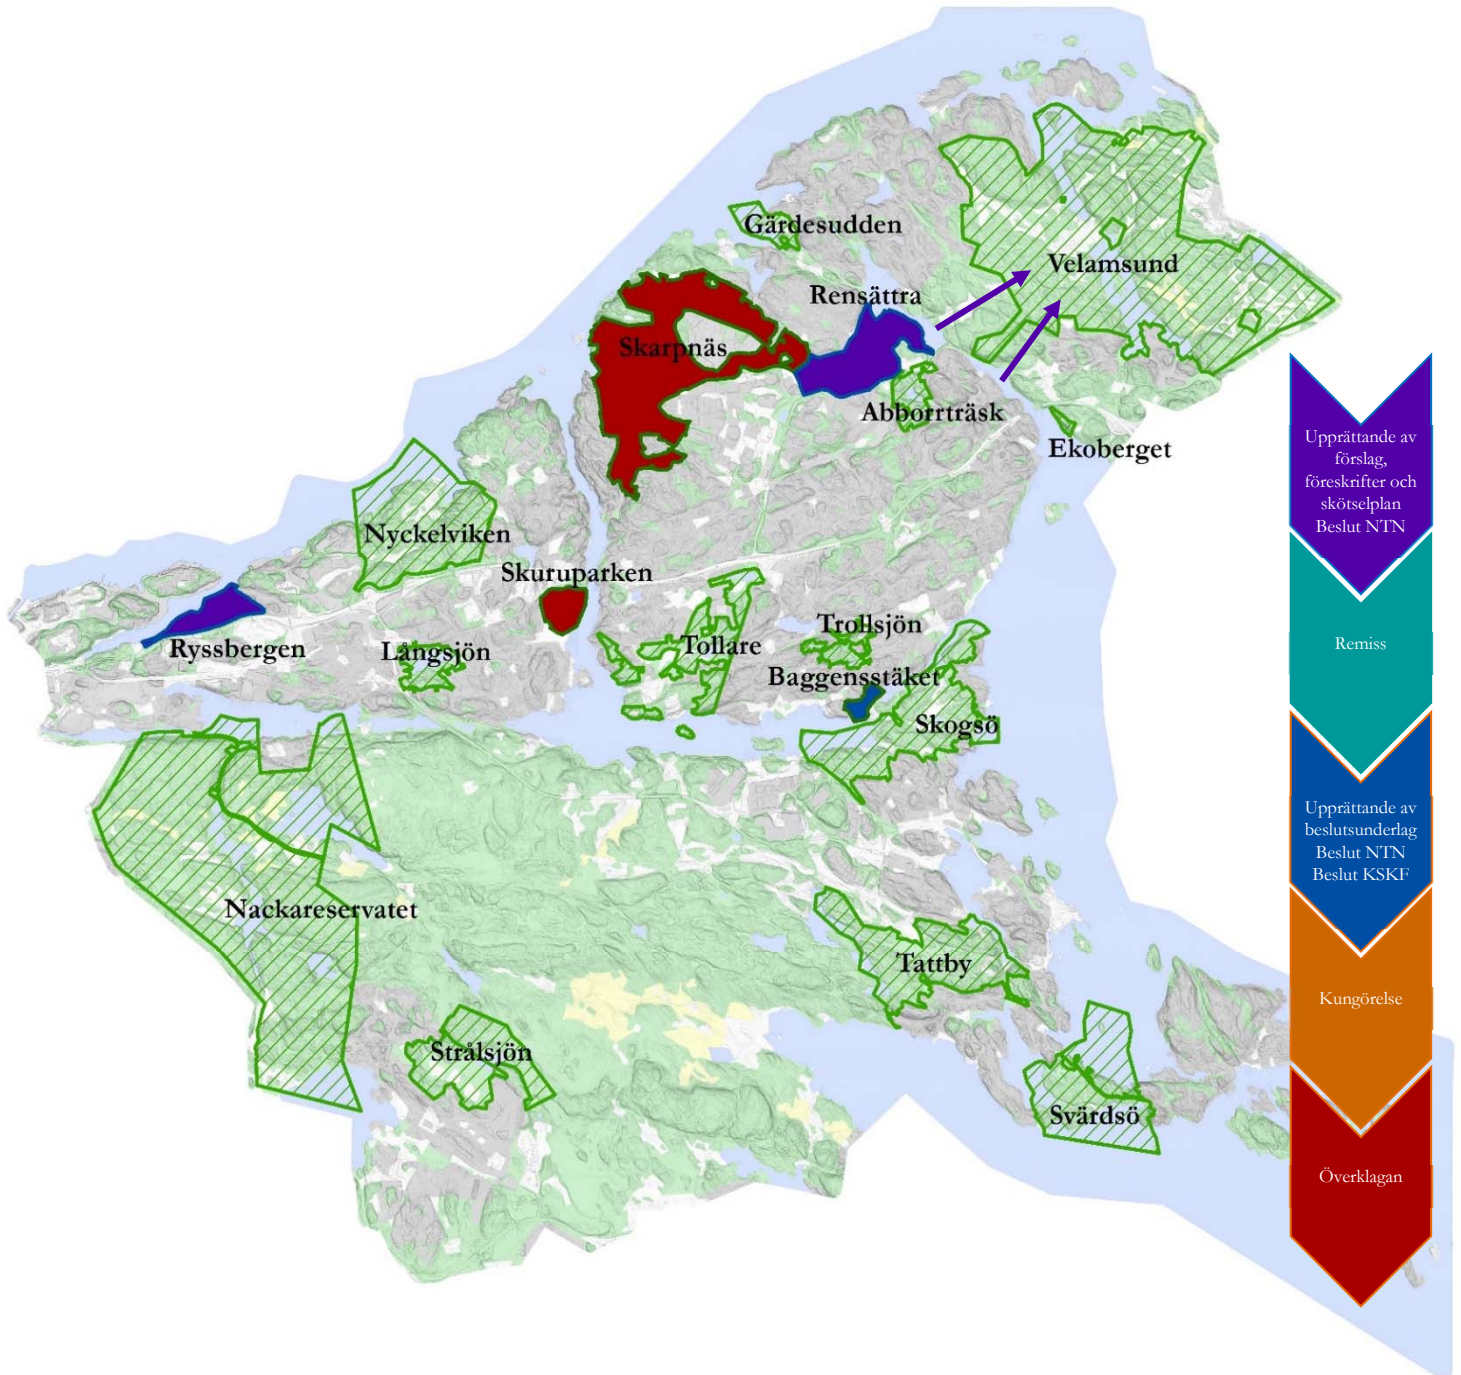 Gärdesudden
Velamsund
Rensättra
Skarpnäs
Abborrträsk
Ekoberget
Nyckelviken
Skuruparken
Ryssbergen
Långsjön
Tollare
Trollsjön
Baggensstäket
Skogsö
Nackareservatet
Tattby
Strålsjön
Svärdsö
Upprättande av
förslag,
föreskrifter och
skötselplan
Beslut NTN
Remiss
Upprättande av
beslutsunderlag
Beslut NTN
Beslut KSKF
Kungörelse
Överklagan